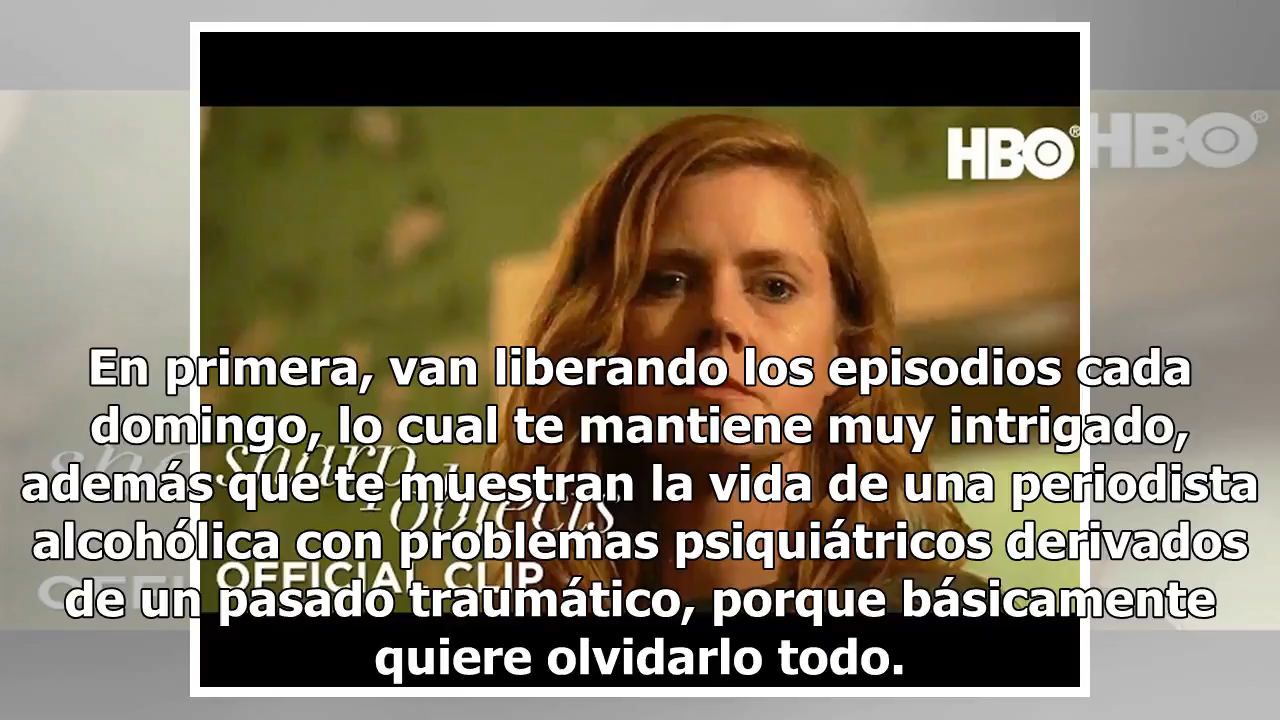 HBO®
HBO®
En primera, van liberando los episodios cada
domingo, lo cual te mantiene muy intrigado,
además que te muestran la vida de una periodista
alcohólica con problemas psiquiátricos derivados
de un pasado traumático, porque básicamente
quiere olvidarlo todo.
sharp
objects
OFFICIAL CLIP